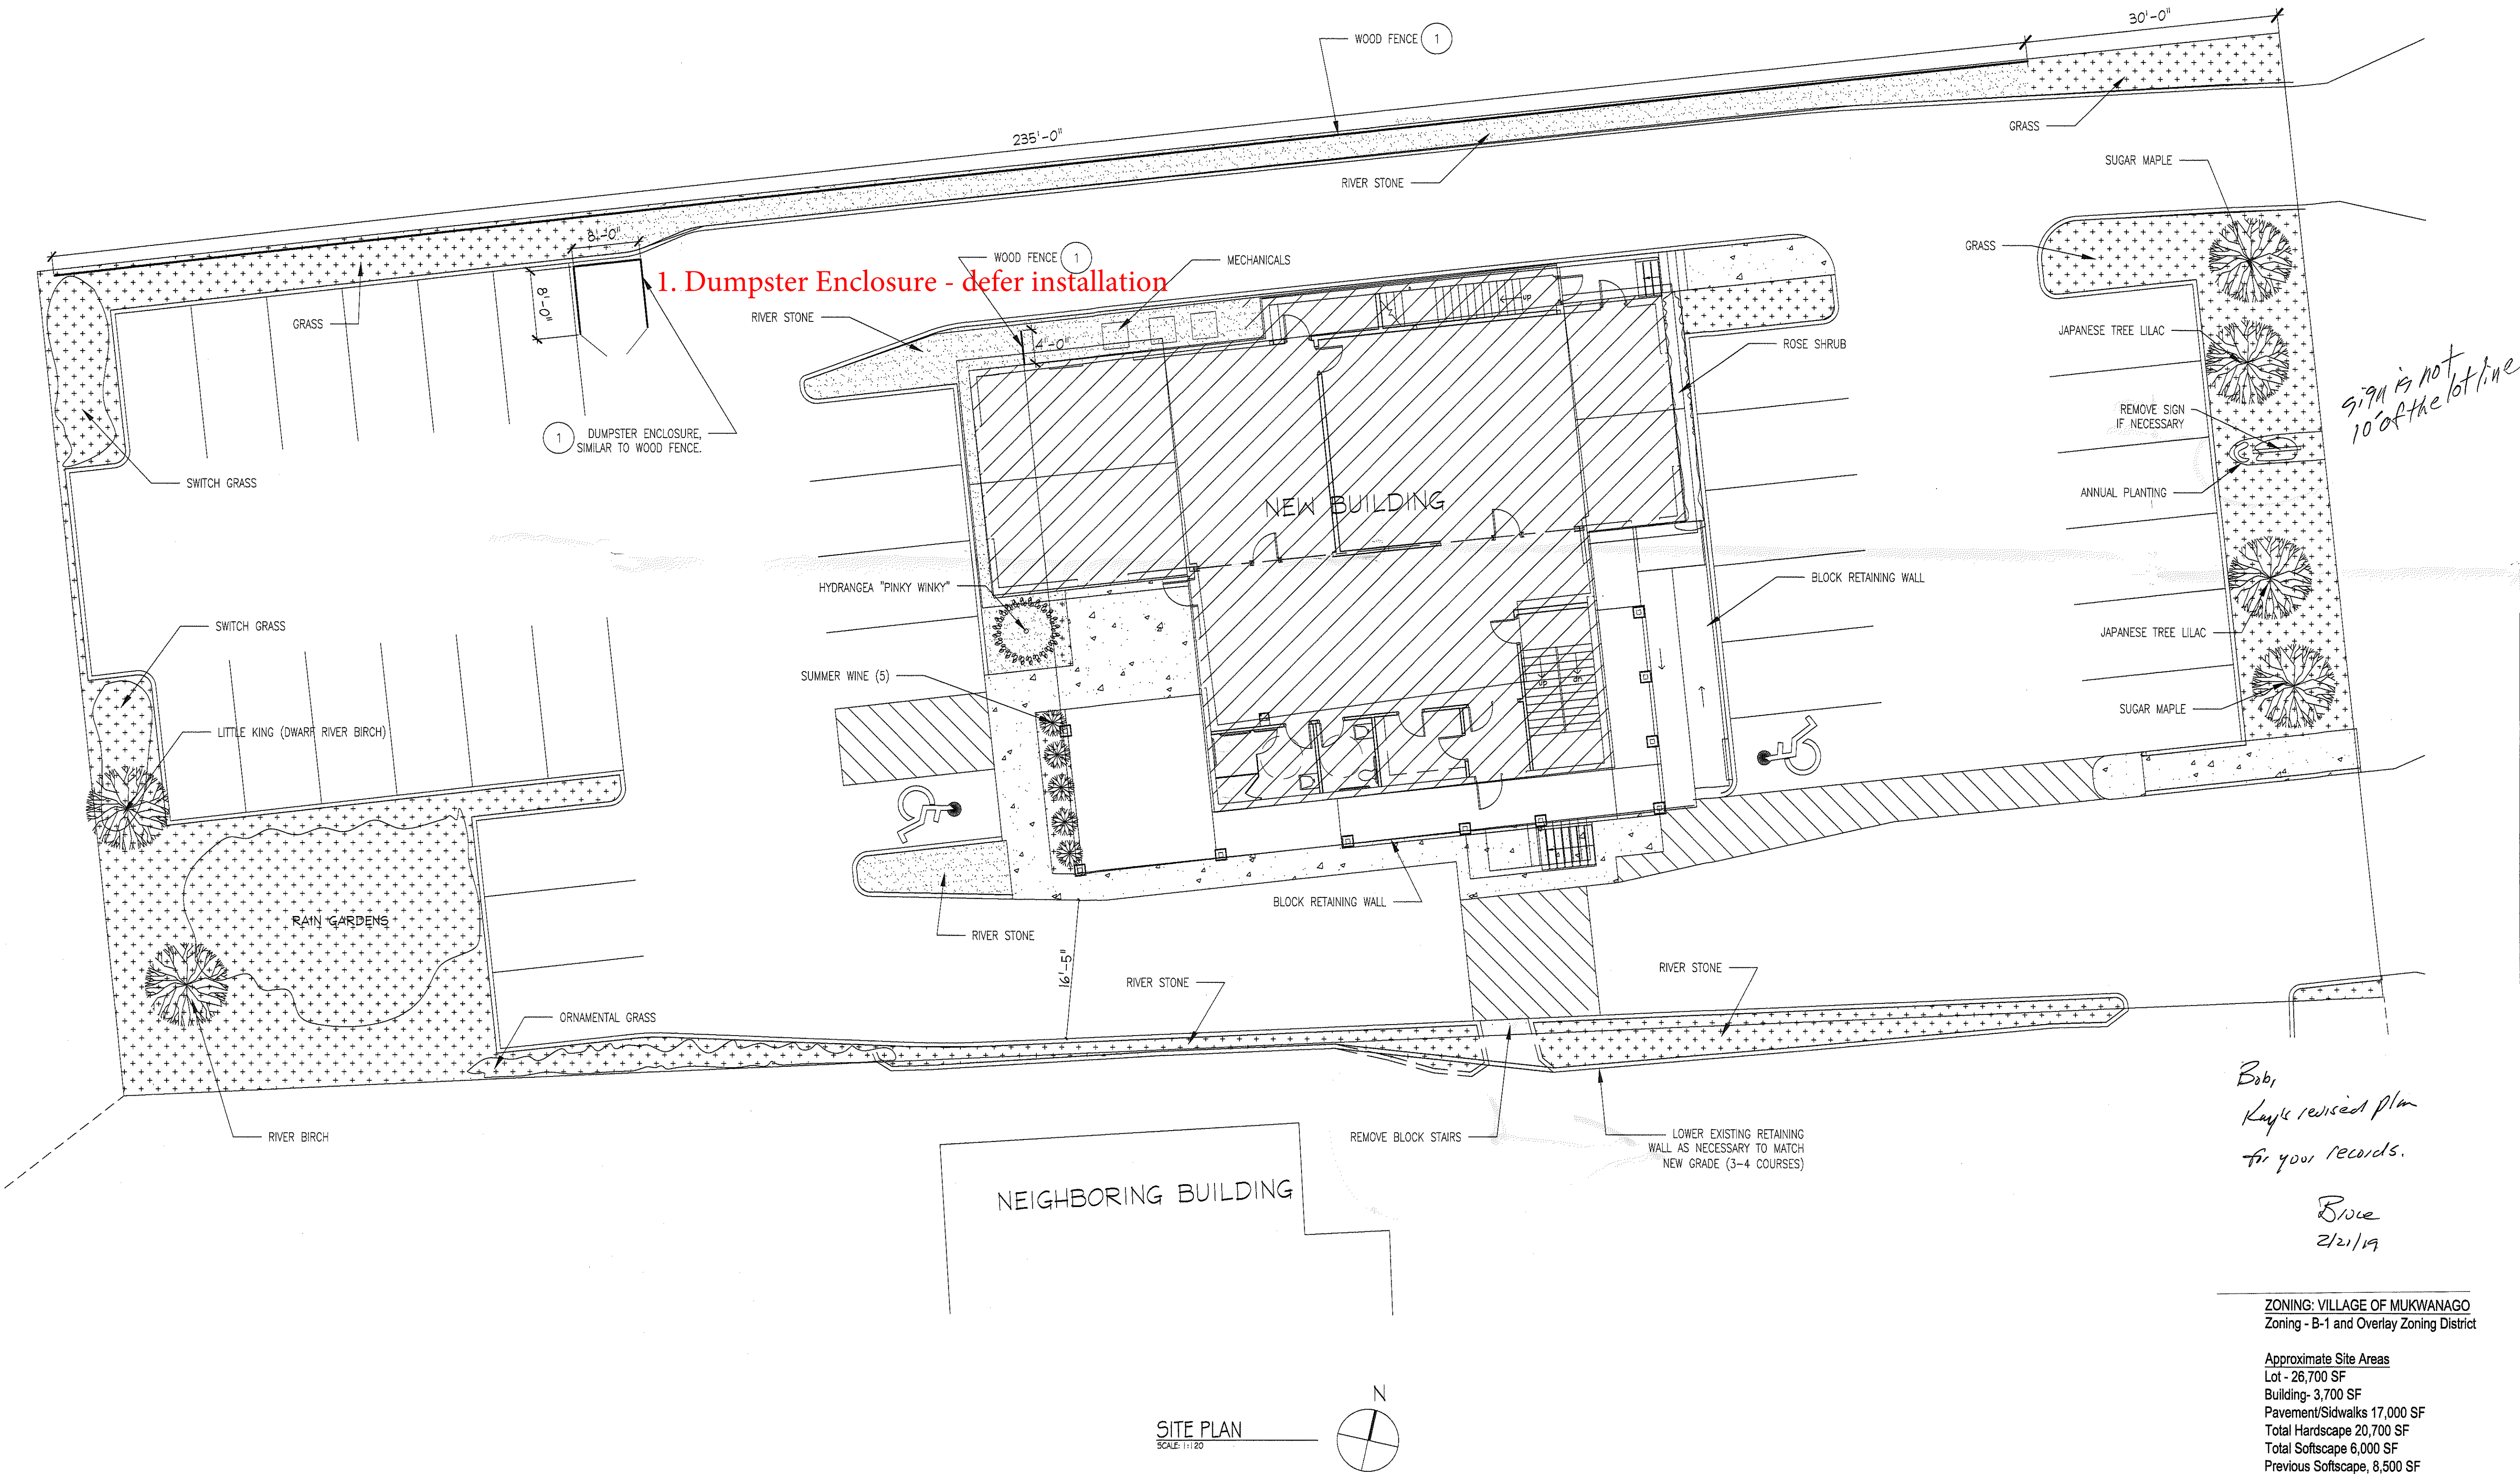 30'-0"
WOOD FENCE 1
235'-0"
GRASS
RIVER STONE
SUGAR MAPLE
8'-0"
GRASS
WOOD FENCE 1
MECHANICALS
1. Dumpster Enclosure - defer installation
8'-0"
up
GRASS
RIVER STONE
4'-0"
JAPANESE TREE LILAC
ROSE SHRUB
sign is not
10' of the lot line
REMOVE SIGN
IF NECESSARY
1 DUMPSTER ENCLOSURE,
SIMILAR TO WOOD FENCE.
SWITCH GRASS
ANNUAL PLANTING
NEW BUILDING
HYDRANGEA "PINKY WINKY"
BLOCK RETAINING WALL
SWITCH GRASS
JAPANESE TREE LILAC
SUMMER WINE (5)
up
dn
SUGAR MAPLE
LITTLE KING (DWARF RIVER BIRCH)
RAIN GARDENS
BLOCK RETAINING WALL
RIVER STONE
16'-5"
RIVER STONE
RIVER STONE
ORNAMENTAL GRASS
RIVER BIRCH
REMOVE BLOCK STAIRS
LOWER EXISTING RETAINING
WALL AS NECESSARY TO MATCH
NEW GRADE (3-4 COURSES)
NEIGHBORING BUILDING
Bob,
Kay's revised plan
for your records.
Bruce
2/21/19
ZONING: VILLAGE OF MUKWANAGO
Zoning - B-1 and Overlay Zoning District
Approximate Site Areas
Lot - 26,700 SF
Building- 3,700 SF
Pavement/Sidwalks 17,000 SF
Total Hardscape 20,700 SF
Total Softscape 6,000 SF
Previous Softscape, 8,500 SF
N
SITE PLAN
SCALE: 1:120